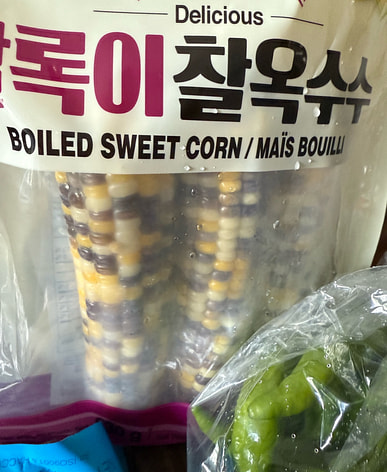 Delicious
록이찰옥수수
BOILED SWEET CORN / MAÏS BOUILLI